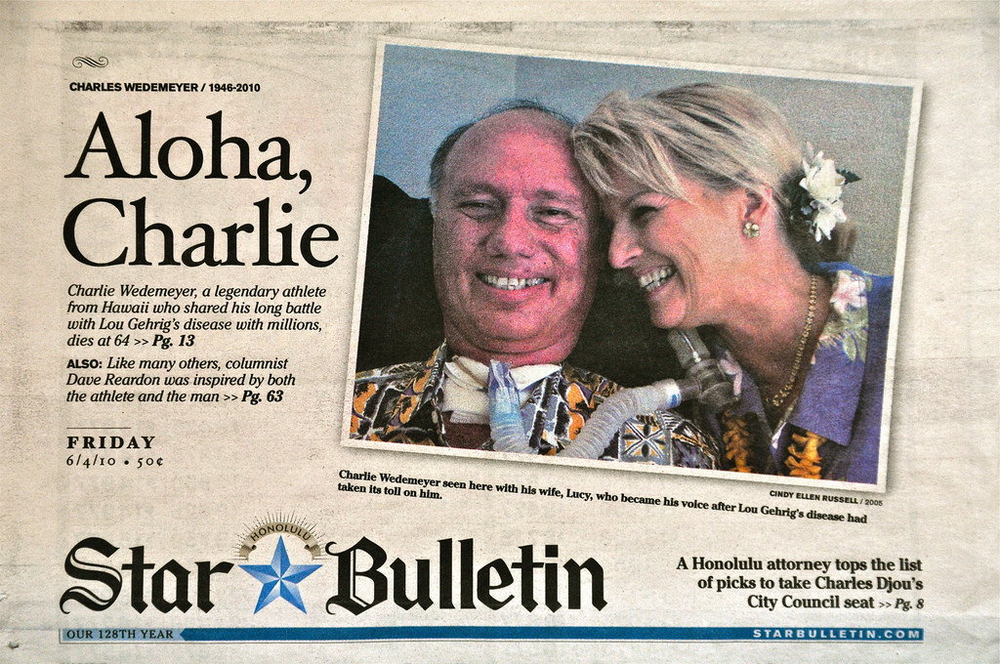 CHARLES WEDEMEYER / 1946-2010
Aloha,
Charlie
Charlie Wedemeyer, a legendary athlete
from Hawaii who shared his long battle
with Lou Gehrig's disease with millions,
dies at 64 >> Pg. 13
ALSO: Like many others, columnist
Dave Reardon was inspired by both
the athlete and the man >> Pg. 63
FRIDAY
6/4/10 • 50¢
CINDY ELLEN RUSSELL / 2005
Charlie Wedemeyer seen here with his wife, Lucy, who became his voice after Lou Gehrig's disease had
taken its toll on him.
HONOLULU
Star Bulletin
A Honolulu attorney tops the list
of picks to take Charles Djou's
City Council seat >> Pg. 8
OUR 128TH YEAR
STARBULLETIN.COM